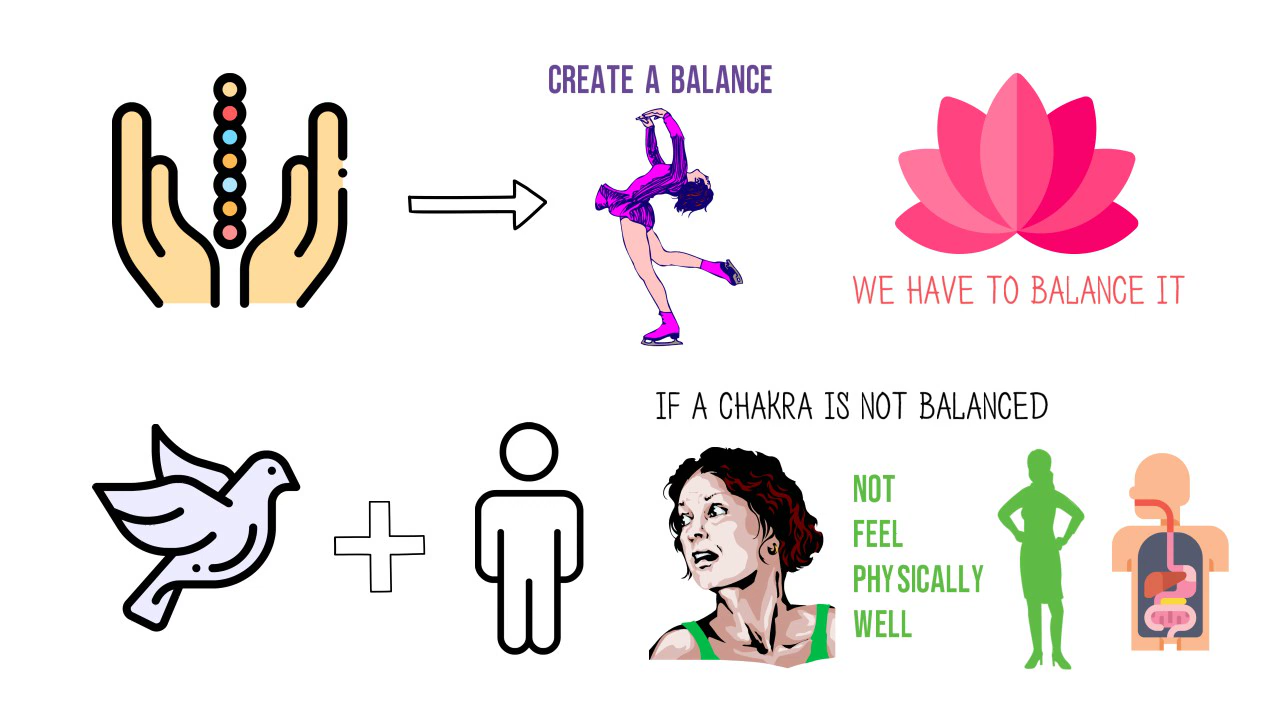 CREATE A BALANCE
WE HAVE TO BALANCE IT
IF A CHAKRA IS NOT BALANCED
NOT
FEEL
PHYSICALLY
WELL